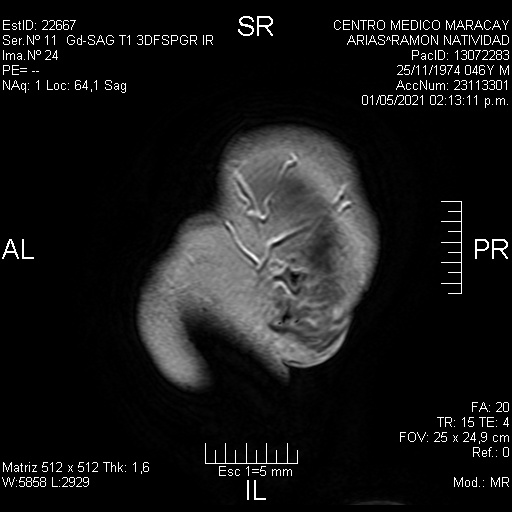 EstID: 22667
Ser.Nº 11 Gd-SAG T1 3DFSPGR IR
Ima.Nº 24
PE= --
NAq: 1 Loc: 64,1 Sag
SR
CENTRO MEDICO MARACAY
ARIAS^RAMON NATIVIDAD
PacID: 13072283
25/11/1974 046Y M
AccNum: 23113301
01/05/2021 02:13:11 p.m.
AL
PR
FA: 20
TR: 15 TE: 4
FOV: 25 x 24,9 cm
Ref.: 0
Mod.: MR
Matriz 512 x 512 Thk: 1,6
W:5858 L:2929
Esc 1=5 mm
IL